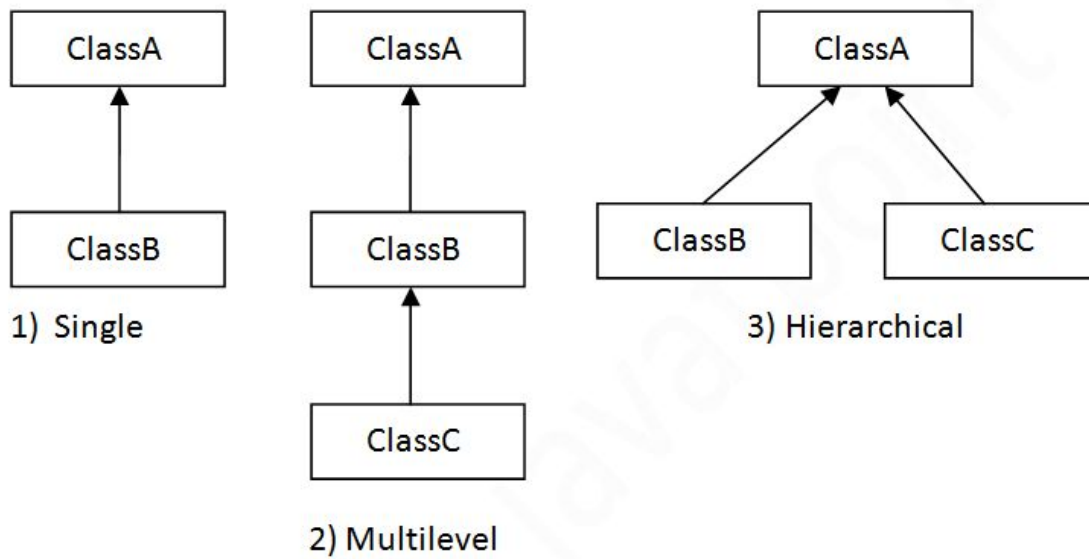 ClassA
ClassB
1) Single
ClassA
ClassB
ClassC
2) Multilevel
ClassA
ClassB
ClassC
3) Hierarchical